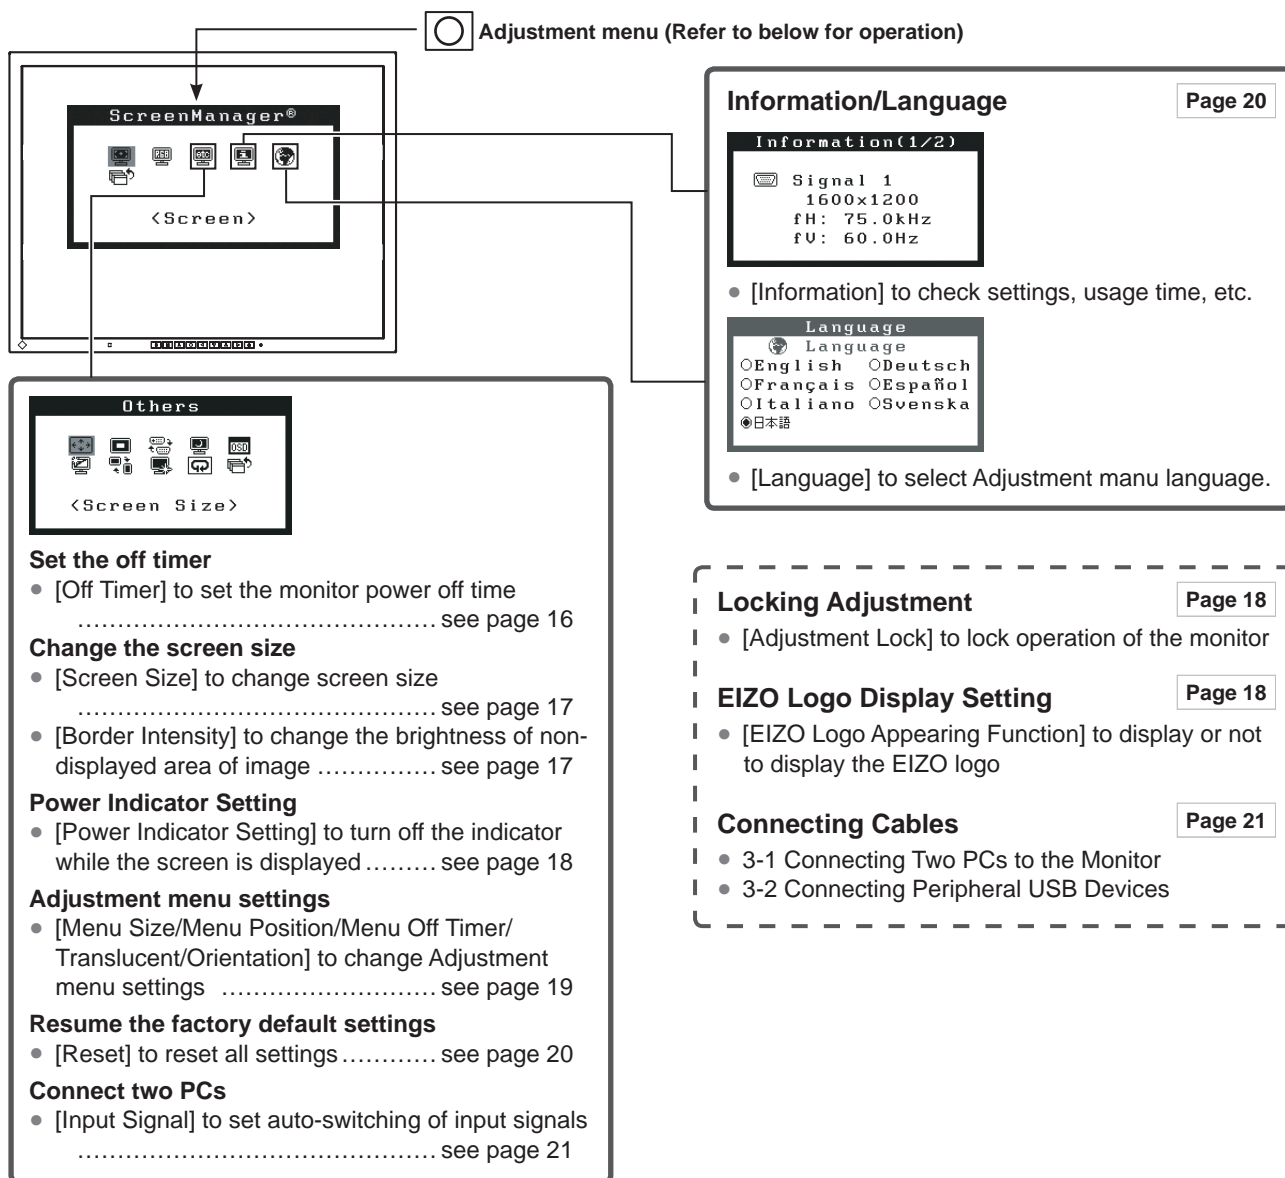 Adjustment menu (Refer to below for operation)
ScreenManager®
RGB
etc
i
<Screen>
Information/Language
Page 20
Information(1/2)
Signal 1
1600x1200
fH: 75.0kHz
fV: 60.0Hz
• [Information] to check settings, usage time, etc.
Language
Language
○English ○Deutsch
○Français ○Español
○Italiano ○Svenska
◉日本語
• [Language] to select Adjustment manu language.
Others
OSD
<Screen Size>
Set the off timer
• [Off Timer] to set the monitor power off time
............................................. see page 16
Change the screen size
• [Screen Size] to change screen size
............................................. see page 17
• [Border Intensity] to change the brightness of non-
displayed area of image ............... see page 17
Power Indicator Setting
• [Power Indicator Setting] to turn off the indicator
while the screen is displayed ......... see page 18
Adjustment menu settings
• [Menu Size/Menu Position/Menu Off Timer/
Translucent/Orientation] to change Adjustment
menu settings ........................... see page 19
Resume the factory default settings
• [Reset] to reset all settings ............ see page 20
Connect two PCs
• [Input Signal] to set auto-switching of input signals
............................................. see page 21
Locking Adjustment
Page 18
• [Adjustment Lock] to lock operation of the monitor
EIZO Logo Display Setting
Page 18
• [EIZO Logo Appearing Function] to display or not
to display the EIZO logo
Connecting Cables
Page 21
• 3-1 Connecting Two PCs to the Monitor
• 3-2 Connecting Peripheral USB Devices